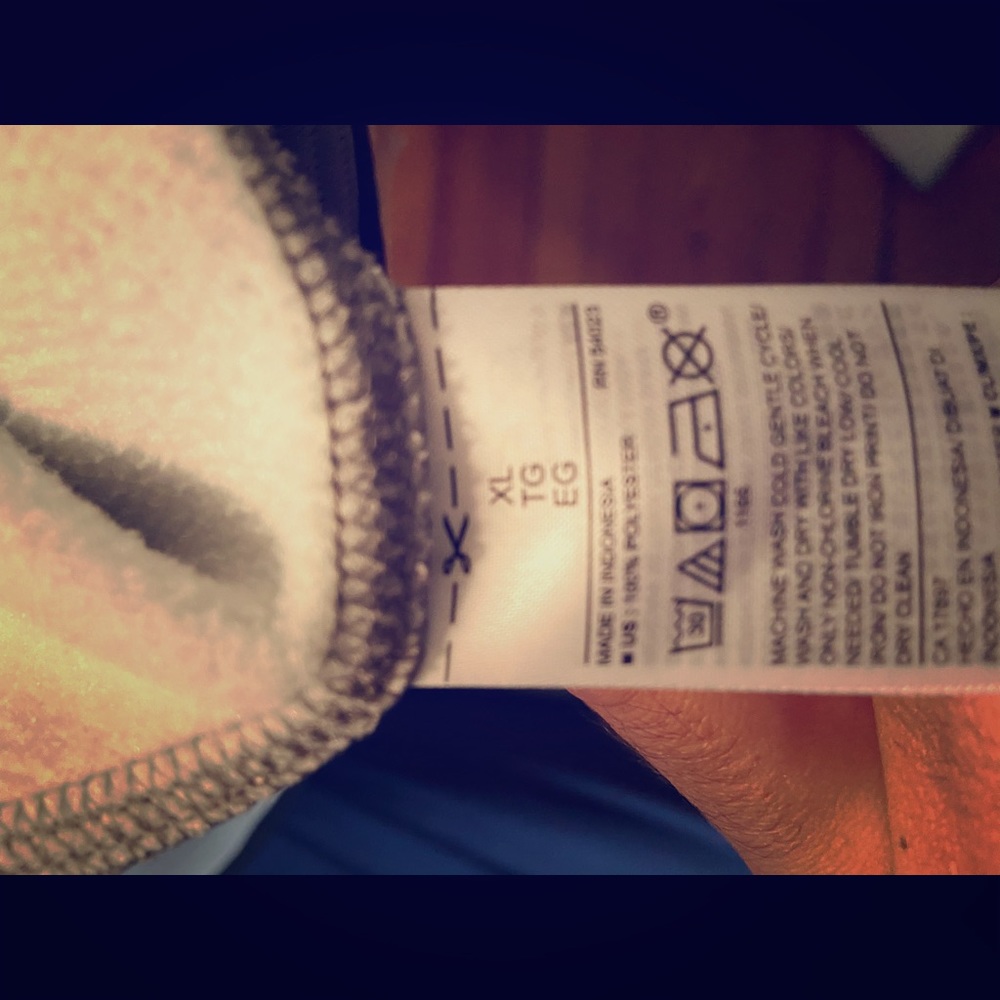 XL
TG
EG
MADE IN INDONESIA
■ US | 100% POLYESTER
30
116
MACHINE WASH COLD GENTLE CYCLE/
WASH AND DRY WITH LIKE COLORS/
ONLY NON-CHLORINE BLEACH WHEN
NEEDED/ TUMBLE DRY LOW/ COOL
IRON/ DO NOT IRON PRINT/ DO NOT
DRY CLEAN
HECHO EN INDONESIA/ DIBUAT DI
INDONESIA